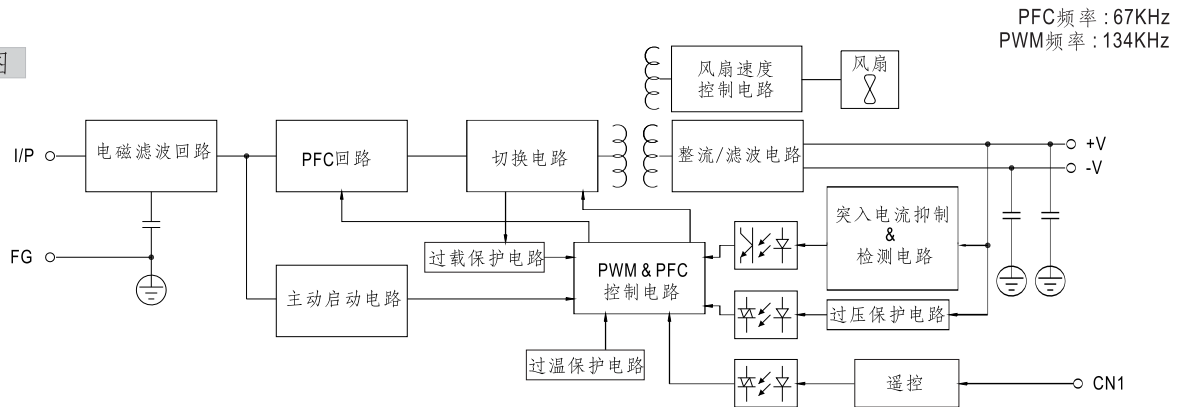 PFC频率 : 67KHz
PWM频率 : 134KHz
图
风扇速度
控制电路
风扇
I/P
电磁滤波回路
PFC回路
切换电路
整流/滤波电路
+V
-V
突入电流抑制
&
检测电路
FG
过载保护电路
PWM & PFC
控制电路
主动启动电路
过压保护电路
过温保护电路
遥控
CN1